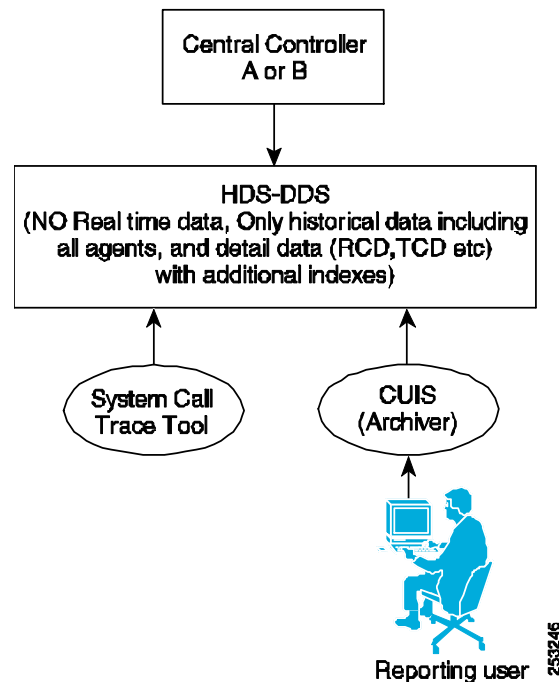 Central Controller
A or B
HDS-DDS
(NO Real time data, Only historical data including
all agents, and detail data (RCD,TCD etc)
with additional indexes)
System Call
Trace Tool
CUIS
(Archiver)
Reporting user
253246